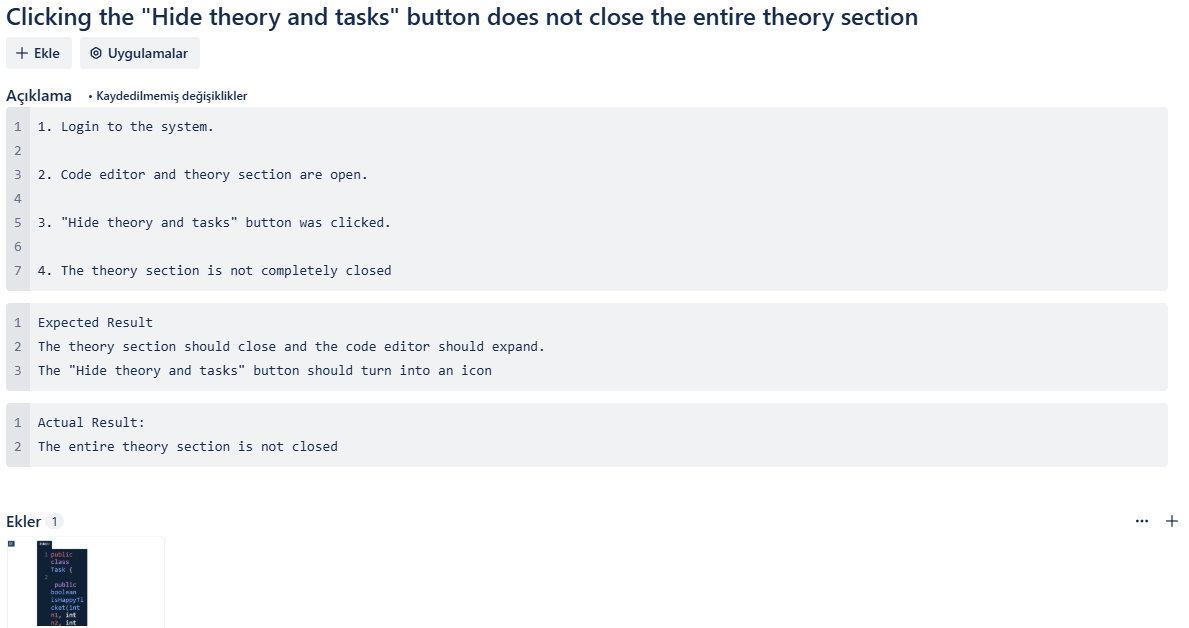 Clicking the "Hide theory and tasks" button does not close the entire theory section
+ Ekle Uygulamalar
Açıklama • Kaydedilmemiş değişiklikler
1 1. Login to the system.
2
3 2. Code editor and theory section are open.
4
5 3. "Hide theory and tasks" button was clicked.
6
7 4. The theory section is not completely closed
1 Expected Result
2 The theory section should close and the code editor should expand.
3 The "Hide theory and tasks" button should turn into an icon
1 Actual Result:
2 The entire theory section is not closed
Ekler 1
1 public
class
Task {
2
public
boolean
isHappyTi
cket(int
n1, int
n2, int